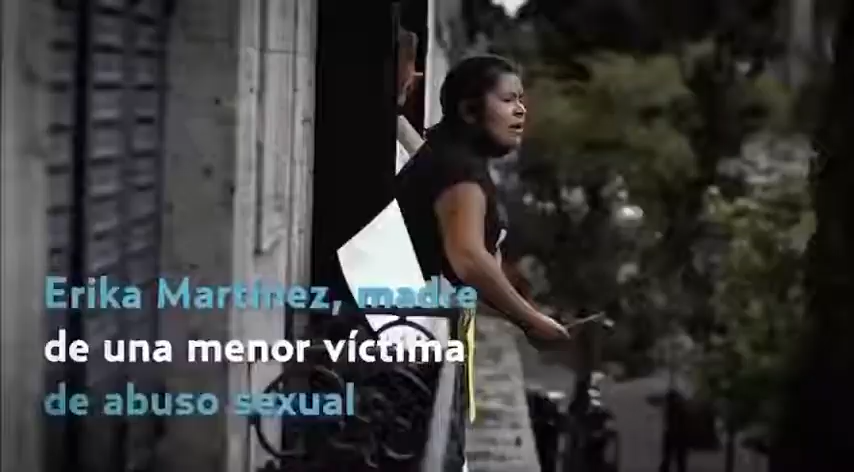 Erika Martínez, madre
de una menor víctima
de abuso sexual